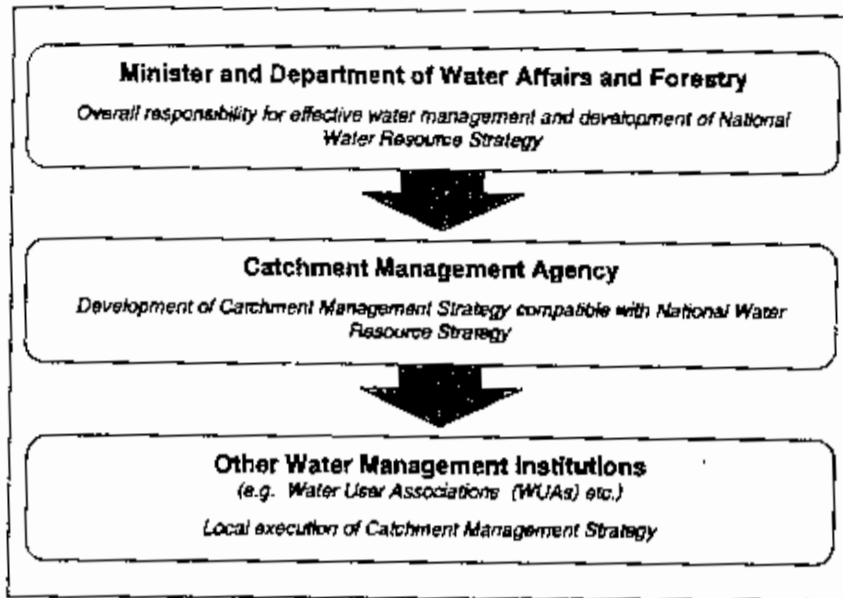 Minister and Department of Water Affairs and Forestry
Overall responsibility for effective water management and development of National
Water Resource Strategy
Catchment Management Agency
Development of Catchment Management Strategy compatible with National Water
Resource Strategy
Other Water Management Institutions
(e.g. Water User Associations (WUAs) etc.)
Local execution of Catchment Management Strategy